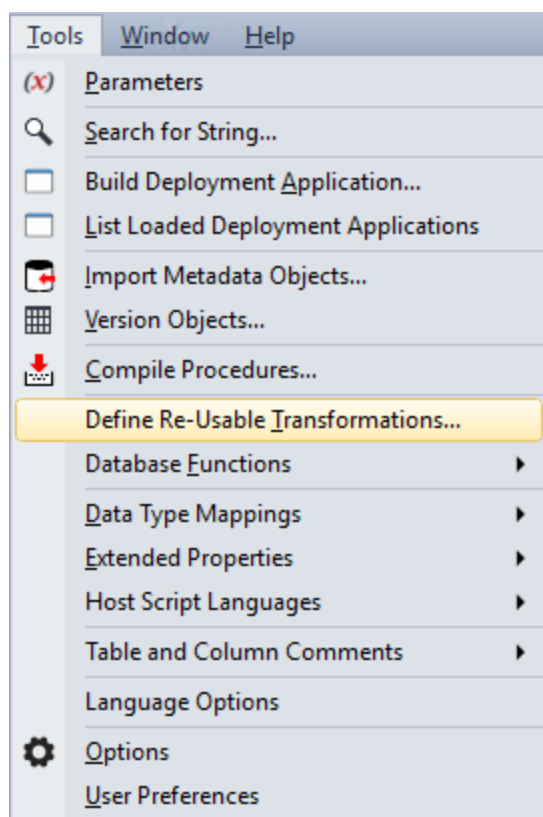 Tools Window Help
(x) Parameters
Search for String...
Build Deployment Application...
List Loaded Deployment Applications
Import Metadata Objects...
Version Objects...
Compile Procedures...
Define Re-Usable Transformations...
Database Functions
Data Type Mappings
Extended Properties
Host Script Languages
Table and Column Comments
Language Options
Options
User Preferences